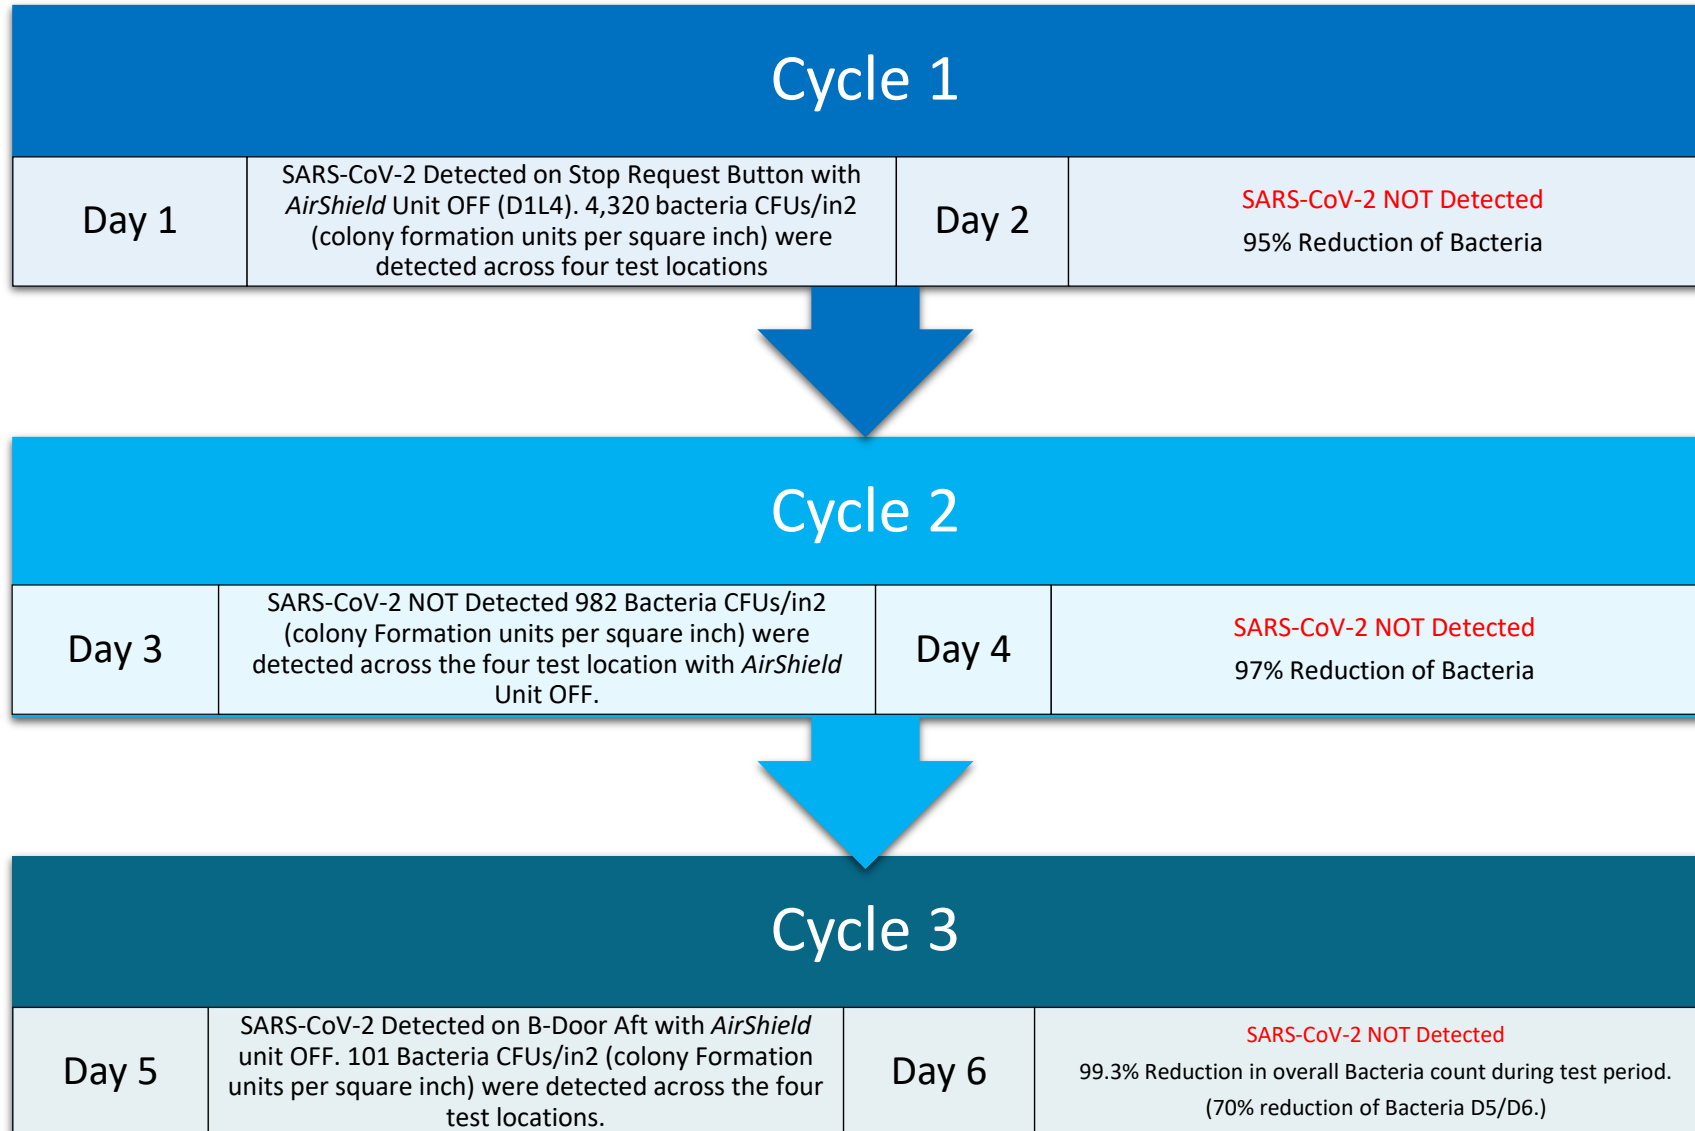 Cycle 1
Day 1
SARS-CoV-2 Detected on Stop Request Button with
AirShield Unit OFF (D1L4). 4,320 bacteria CFUs/in2
(colony formation units per square inch) were
detected across four test locations
Day 2
SARS-CoV-2 NOT Detected
95% Reduction of Bacteria
Cycle 2
Day 3
SARS-CoV-2 NOT Detected 982 Bacteria CFUs/in2
(colony Formation units per square inch) were
detected across the four test location with AirShield
Unit OFF.
Day 4
SARS-CoV-2 NOT Detected
97% Reduction of Bacteria
Cycle 3
Day 5
SARS-CoV-2 Detected on B-Door Aft with AirShield
unit OFF. 101 Bacteria CFUs/in2 (colony Formation
units per square inch) were detected across the four
test locations.
Day 6
SARS-CoV-2 NOT Detected
99.3% Reduction in overall Bacteria count during test period.
(70% reduction of Bacteria D5/D6.)